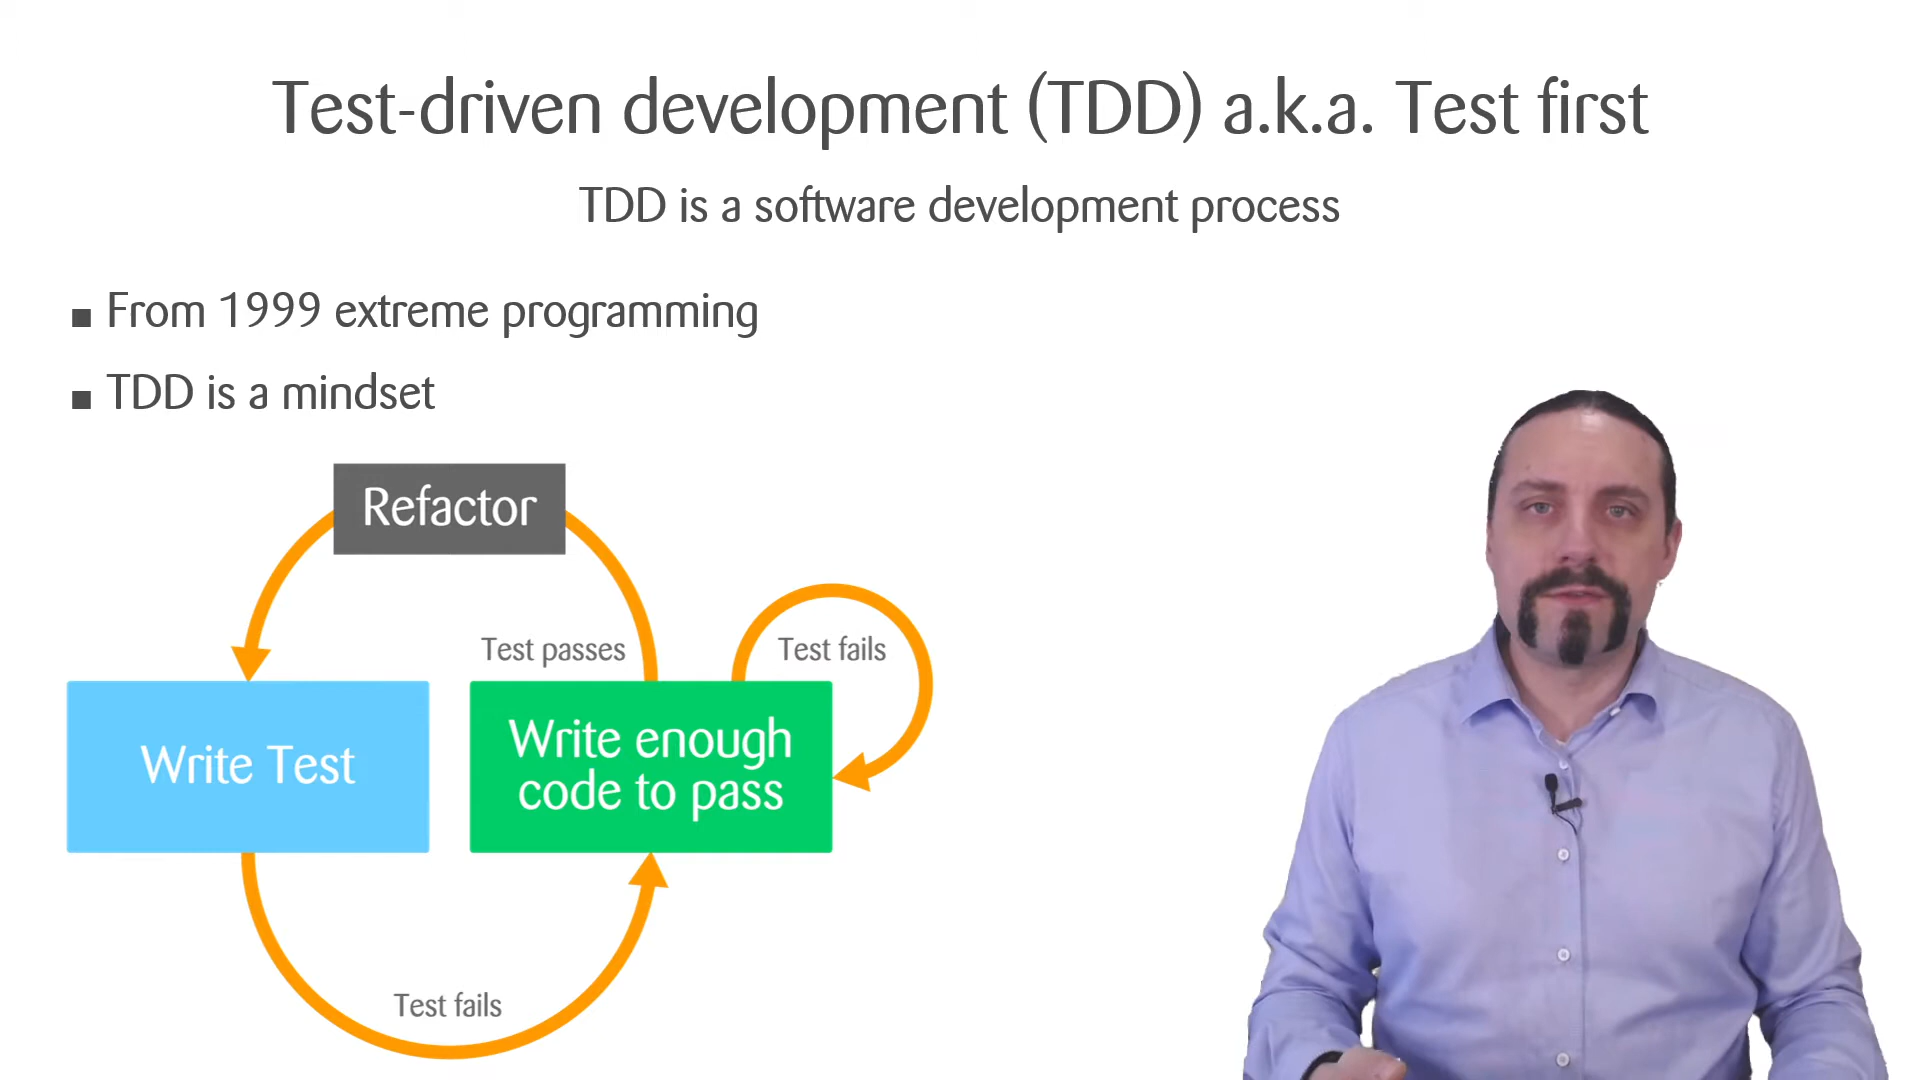 Test-driven development (TDD) a.k.a. Test first
TDD is a software development process
▪ From 1999 extreme programming
▪ TDD is a mindset
Refactor
Test passes
Test fails
Write Test
Write enough
code to pass
Test fails